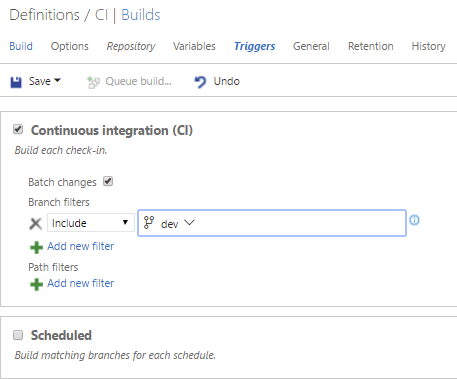 Definitions / CI | Builds
Build Options Repository Variables Triggers General Retention History
Save Queue build... Undo
Continuous integration (CI)
Build each check-in.
Batch changes
Branch filters
Include dev
Add new filter
Path filters
Add new filter
Scheduled
Build matching branches for each schedule.